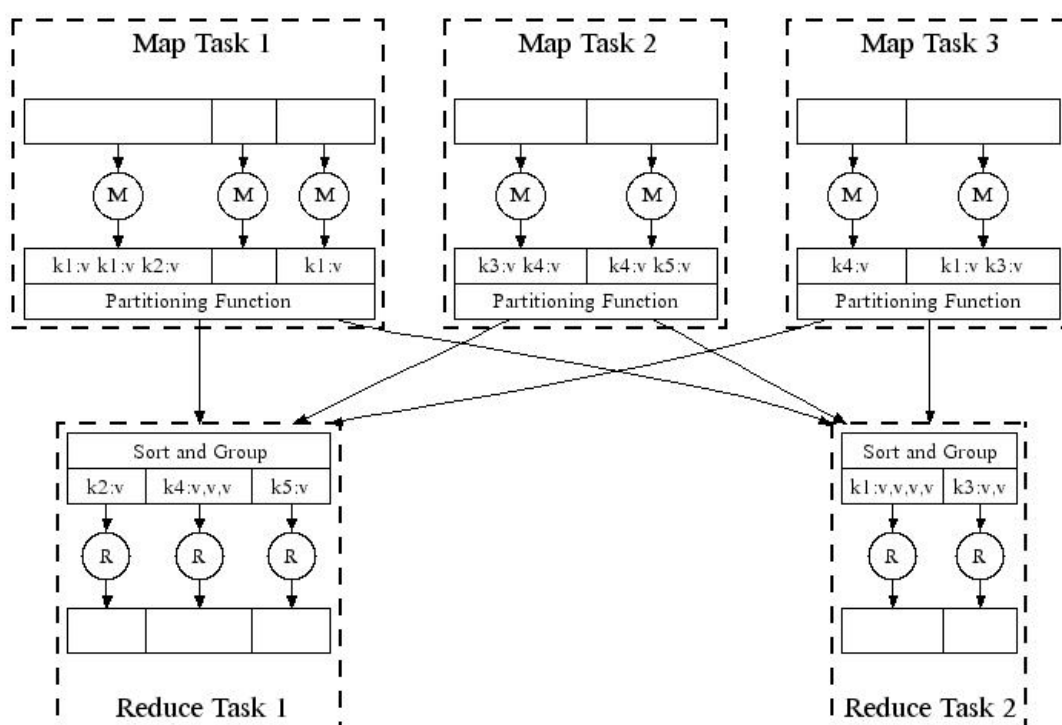 Map Task 1
Map Task 2
Map Task 3
M
M
M
M
M
M
M
k1:v k1:v k2:v
k1:v
k3:v k4:v
k4:v k5:v
k4:v
k1:v k3:v
Partitioning Function
Partitioning Function
Partitioning Function
Sort and Group
Sort and Group
k2:v
k4:v,v,v
k5:v
k1:v,v,v,v
k3:v,v
R
R
R
R
R
Reduce Task 1
Reduce Task 2